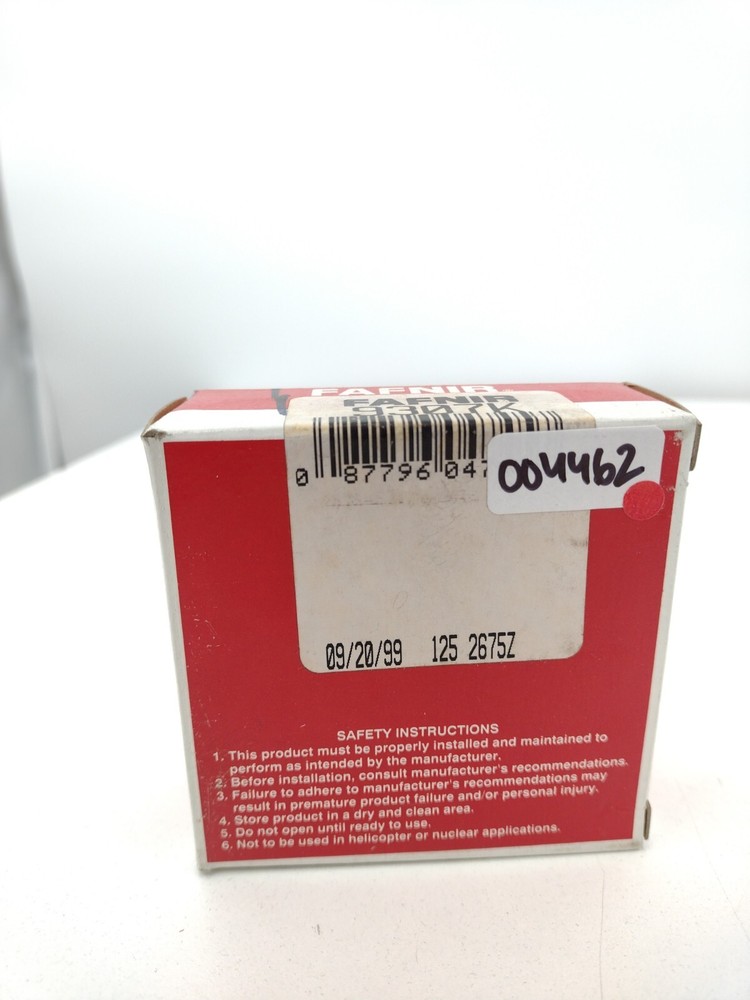 FAFNIR
FAFNIR
9307K
0 87796 047
004462
09/20/99 125 2675Z
SAFETY INSTRUCTIONS
1. This product must be properly installed and maintained to
perform as intended by the manufacturer.
2. Before installation, consult manufacturer's recommendations.
3. Failure to adhere to manufacturer's recommendations may
result in premature product failure and/or personal injury.
4. Store product in a dry and clean area.
5. Do not open until ready to use.
6. Not to be used in helicopter or nuclear applications.